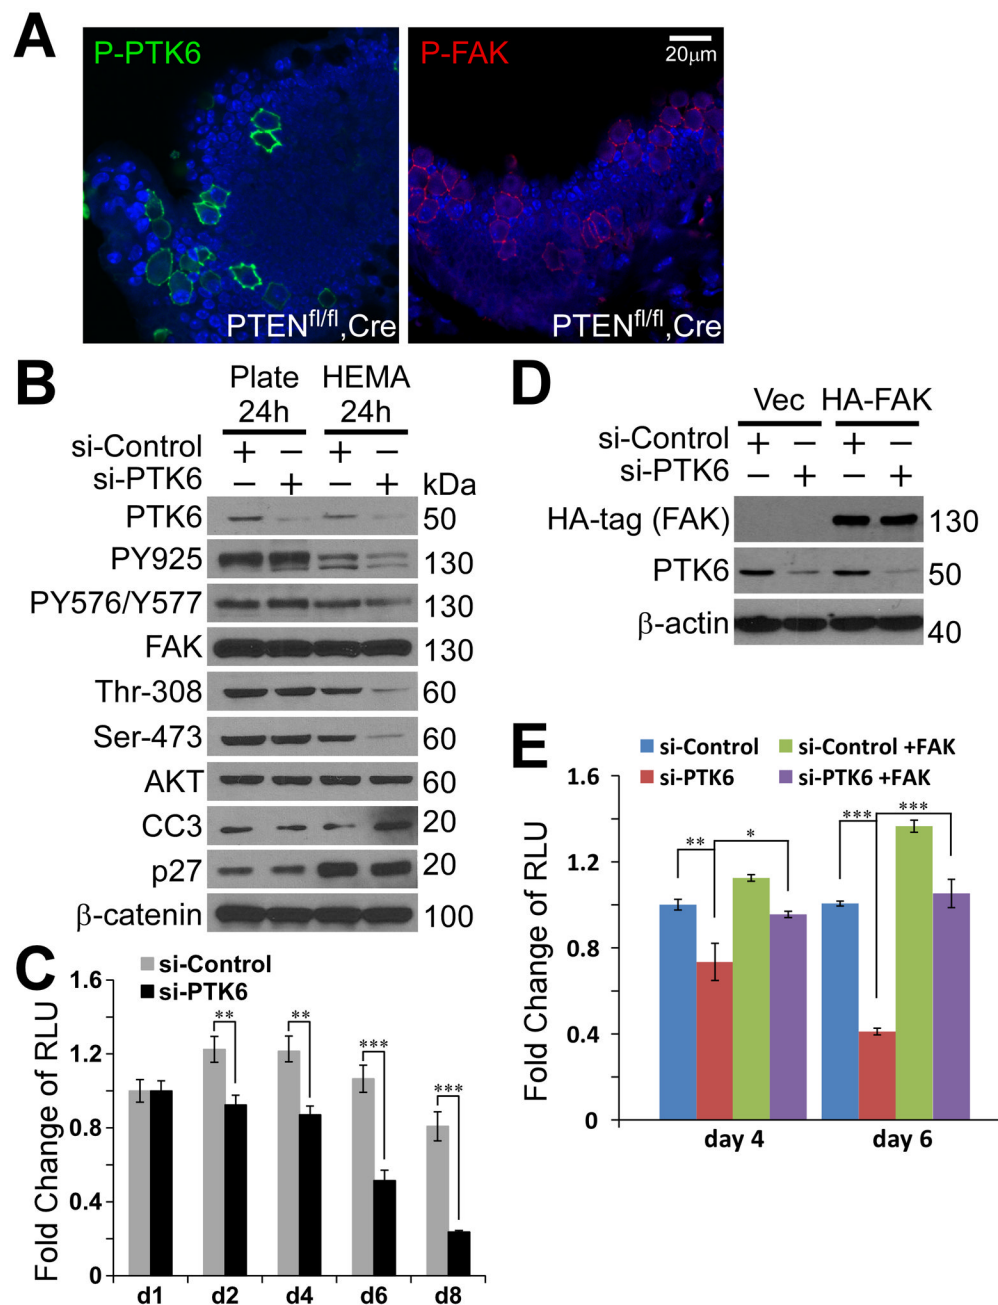 A
P-PTK6
PTENfl/fl,Cre
P-FAK
20µm
PTENfl/fl,Cre
B
Plate HEMA
24h 24h
si-Control + − + −
si-PTK6 − + − + kDa
PTK6 50
PY925 130
PY576/Y577 130
FAK 130
Thr-308 60
Ser-473 60
AKT 60
CC3 20
p27 20
β-catenin 100
C
si-Control
si-PTK6
Fold Change of RLU
1.6
1.2
0.8
0.4
0
** ** *** ***
d1 d2 d4 d6 d8
D
Vec HA-FAK
si-Control + − + −
si-PTK6 − + − +
HA-tag (FAK) 130
PTK6 50
β-actin 40
E
si-Control si-Control +FAK
si-PTK6 si-PTK6 +FAK
Fold Change of RLU
1.6
1.2
0.8
0.4
0
** * *** ***
day 4 day 6